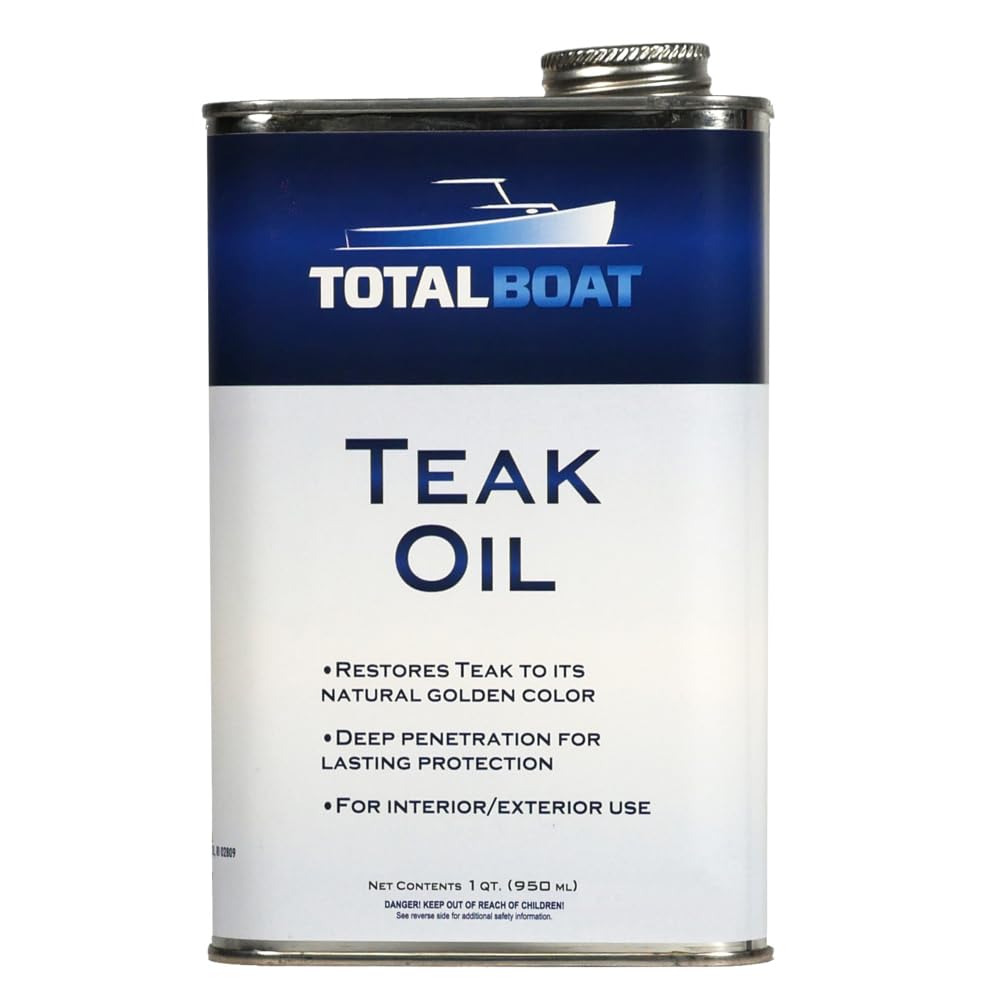 TOTALBOAT
TEAK
OIL
•RESTORES TEAK TO ITS
NATURAL GOLDEN COLOR
•DEEP PENETRATION FOR
LASTING PROTECTION
•FOR INTERIOR/EXTERIOR USE
RI 02809
NET CONTENTS 1 QT. (950 ML)
DANGER! KEEP OUT OF REACH OF CHILDREN!
See reverse side for additional safety information.